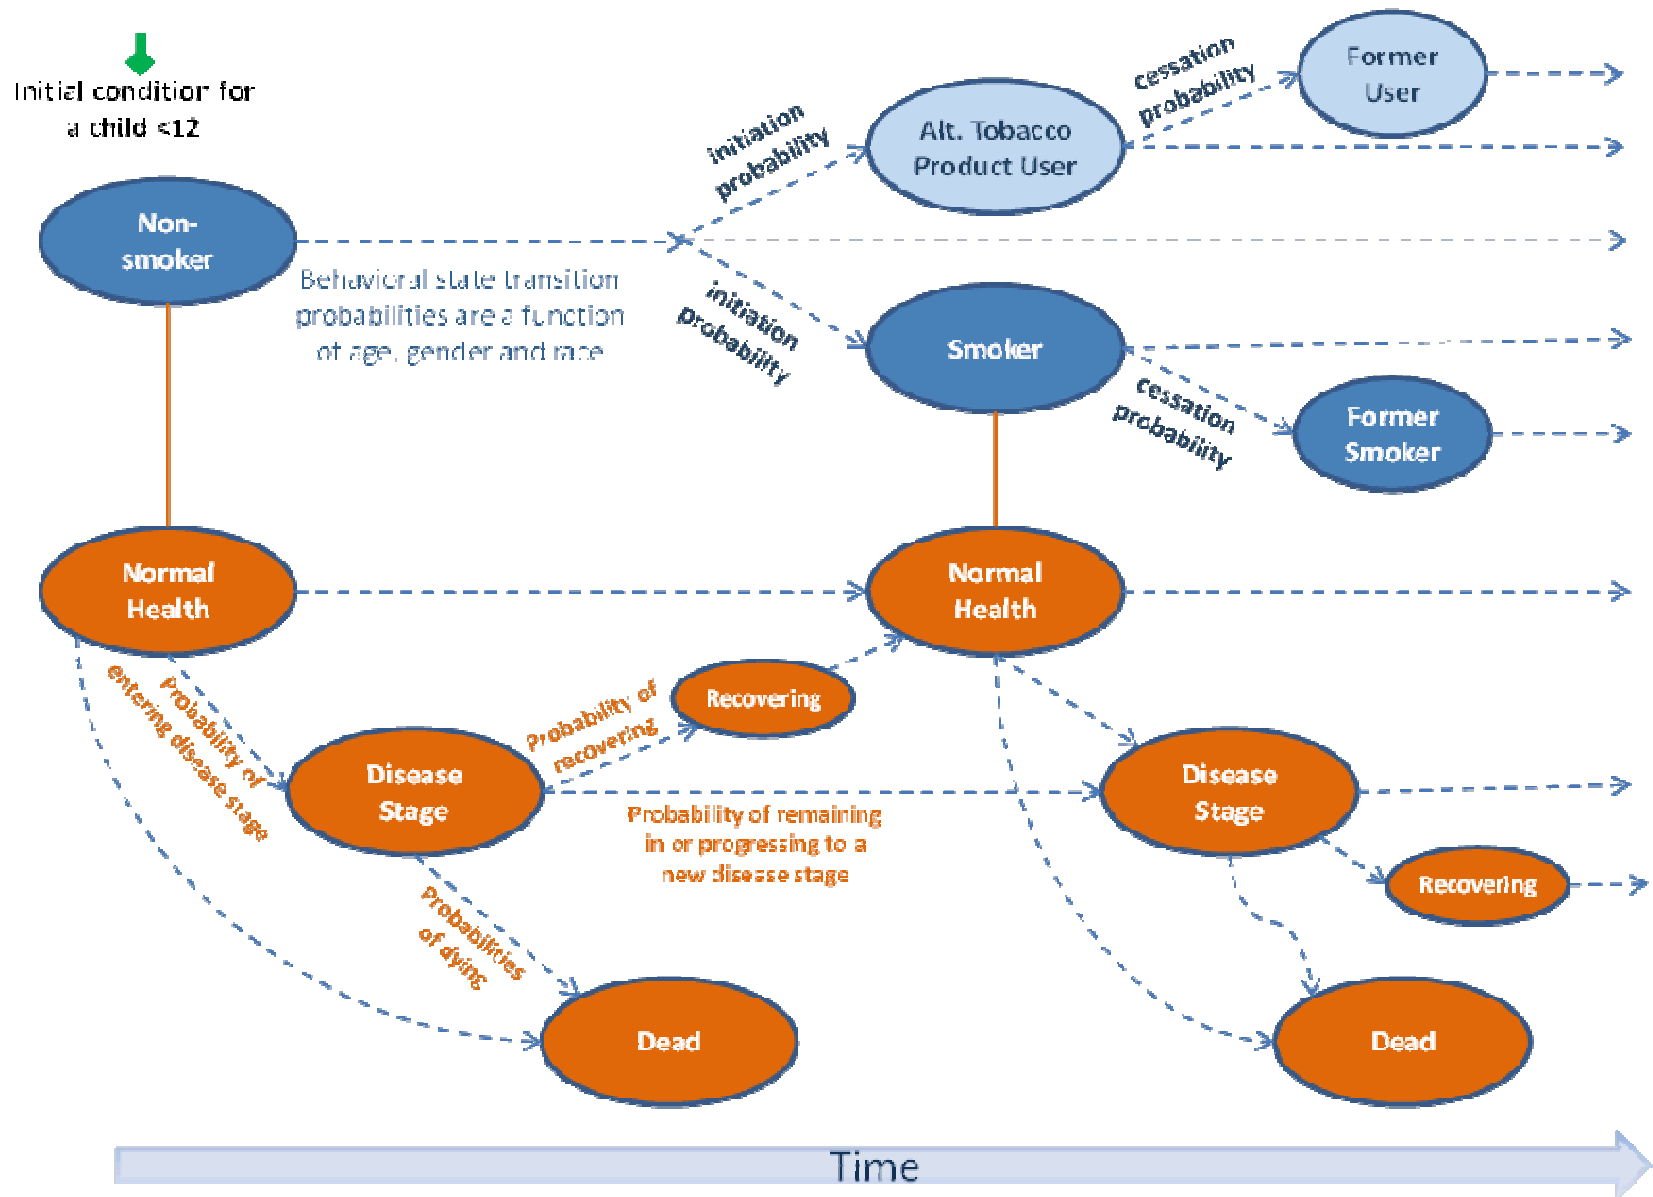 Initial condition for
a child <12
Non-
smoker
Behavioral state transition
probabilities are a function
of age, gender and race
initiation
probability
Alt. Tobacco
Product User
cessation
probability
Former
User
initiation
probability
Smoker
cessation
probability
Former
Smoker
Normal
Health
Normal
Health
Probability of
entering disease stage
Disease
Stage
Probability of
recovering
Recovering
Probability of remaining
in or progressing to a
new disease stage
Disease
Stage
Recovering
Probabilities
of dying
Dead
Dead
Time